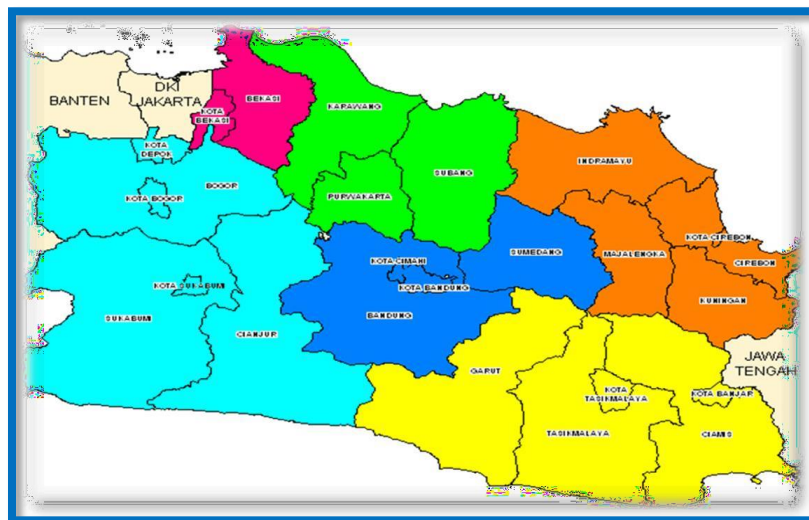 BANTEN
DKI
JAKARTA
KOTA
BEKASI
BEKASI
KARAWANG
KOTA
DEPOK
BOGOR
KOTA BOGOR
PURWAKARTA
SUBANG
INDRAMAYU
KOTA CIREBON
CIREBON
MAJALENGKA
SUMEDANG
KOTA CIMAHI
KOTA BANDUNG
BANDUNG
KOTA SUKABUMI
SUKABUMI
CIANJUR
KUNINGAN
JAWA
TENGAH
GARUT
KOTA
TASIKMALAYA
KOTA BANJAR
TASIKMALAYA
CIAMIS